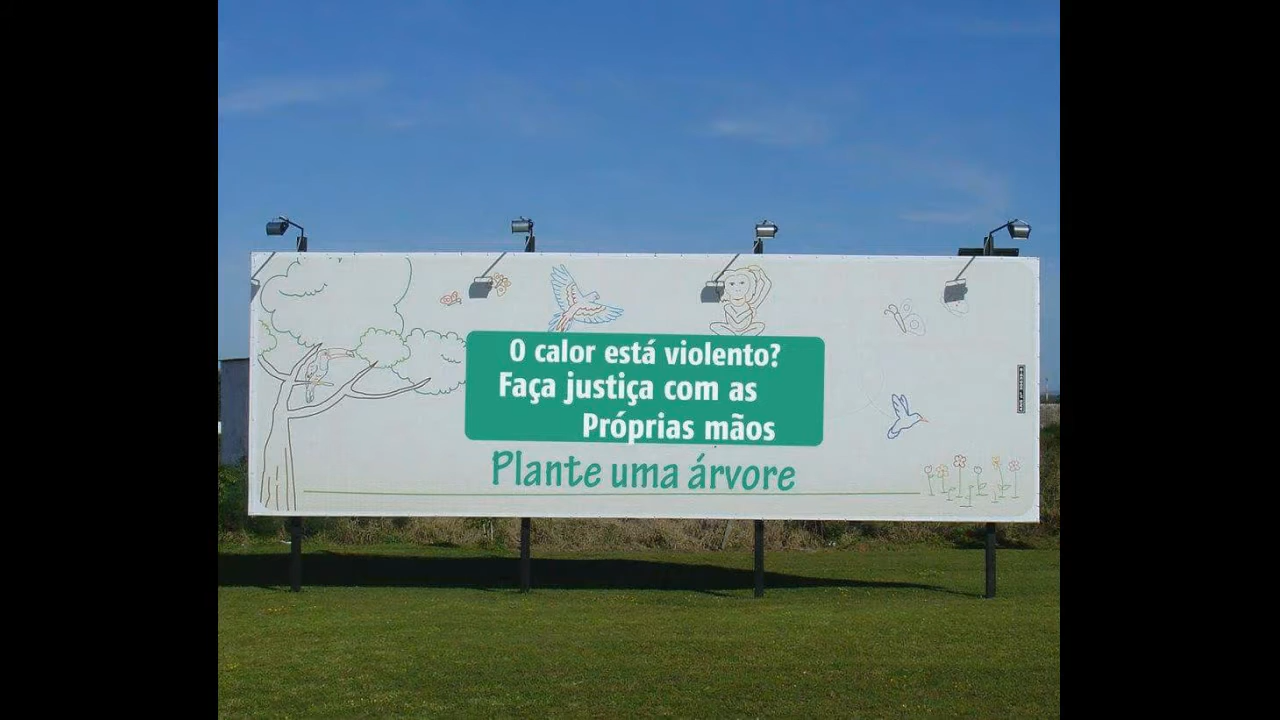 O calor está violento?
Faça justiça com as
Próprias mãos
Plante uma árvore